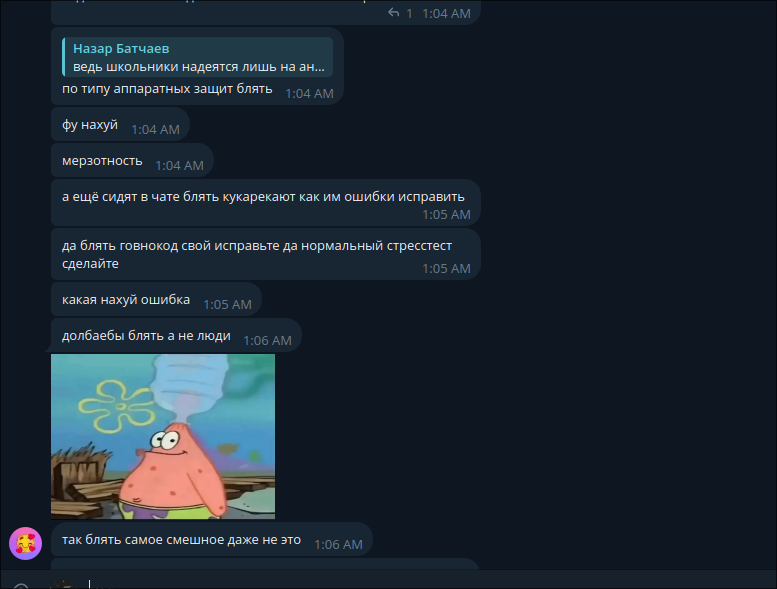 1 1:04 AM
Назар Батчаев
ведь школьники надеятся лишь на ан...
по типу аппаратных защит блять 1:04 AM
фу нахуй 1:04 AM
мерзотность 1:04 AM
а ещё сидят в чате блять кукарекают как им ошибки исправить
1:05 AM
да блять говнокод свой исправьте да нормальный стресстест
сделайте 1:05 AM
какая нахуй ошибка 1:05 AM
долбаебы блять а не люди 1:06 AM
так блять самое смешное даже не это 1:06 AM